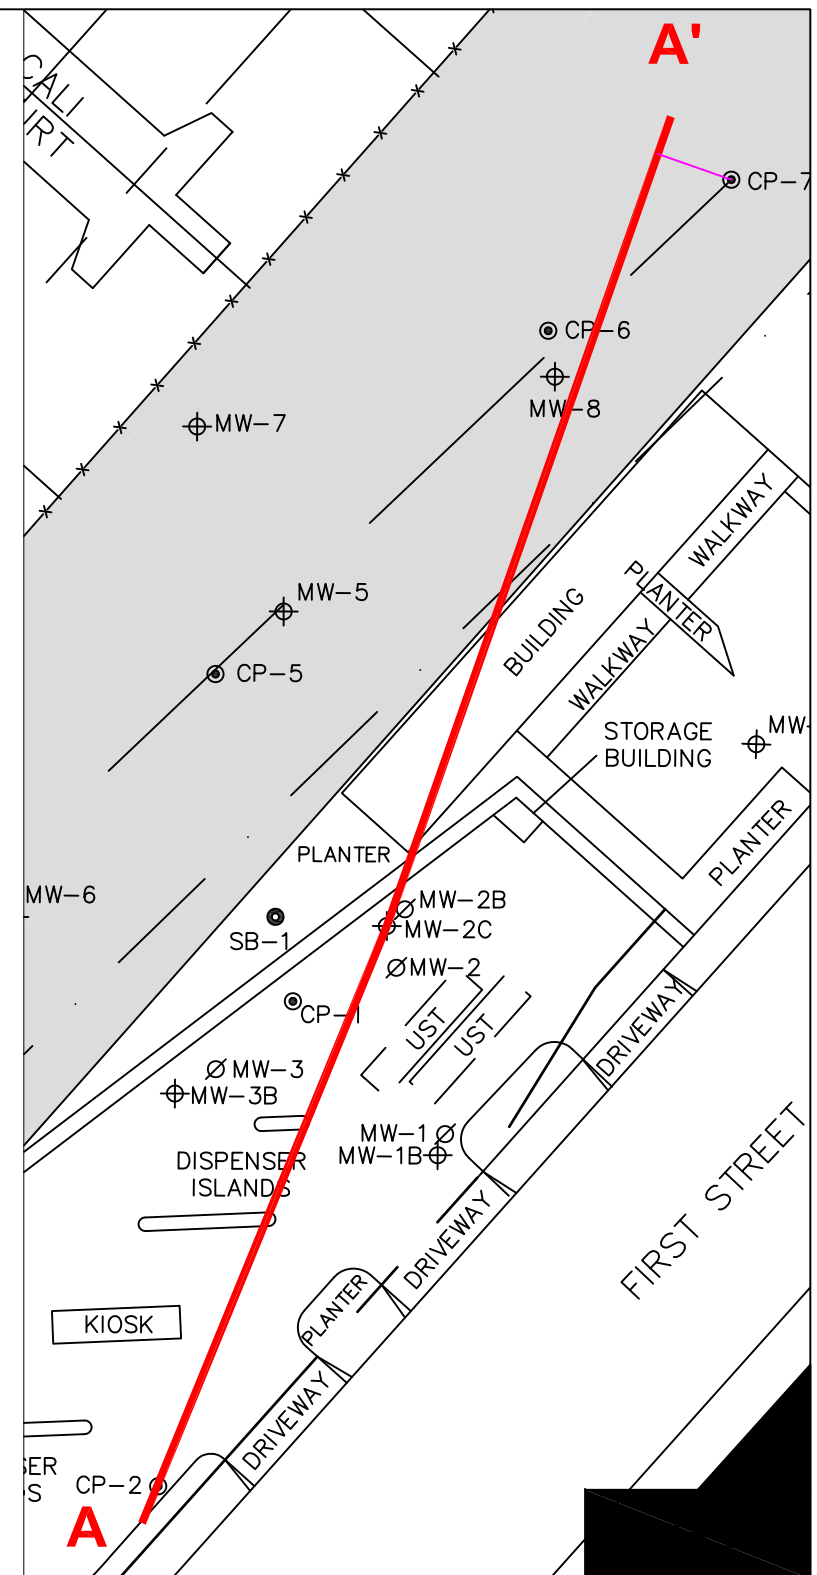 A'
CALI
IRT
CP-7
CP-6
MW-8
MW-7
WALKWAY
MW-5
PLANTER
BUILDING
CP-5
WALKWAY
STORAGE
BUILDING
MW-
PLANTER
PLANTER
MW-6
MW-2B
SB-1
MW-2C
MW-2
CP-1
UST
UST
DRIVEWAY
MW-3
MW-3B
MW-1
MW-1B
DISPENSER
ISLANDS
FIRST STREET
DRIVEWAY
PLANTER
KIOSK
DRIVEWAY
SER
S
CP-2
A